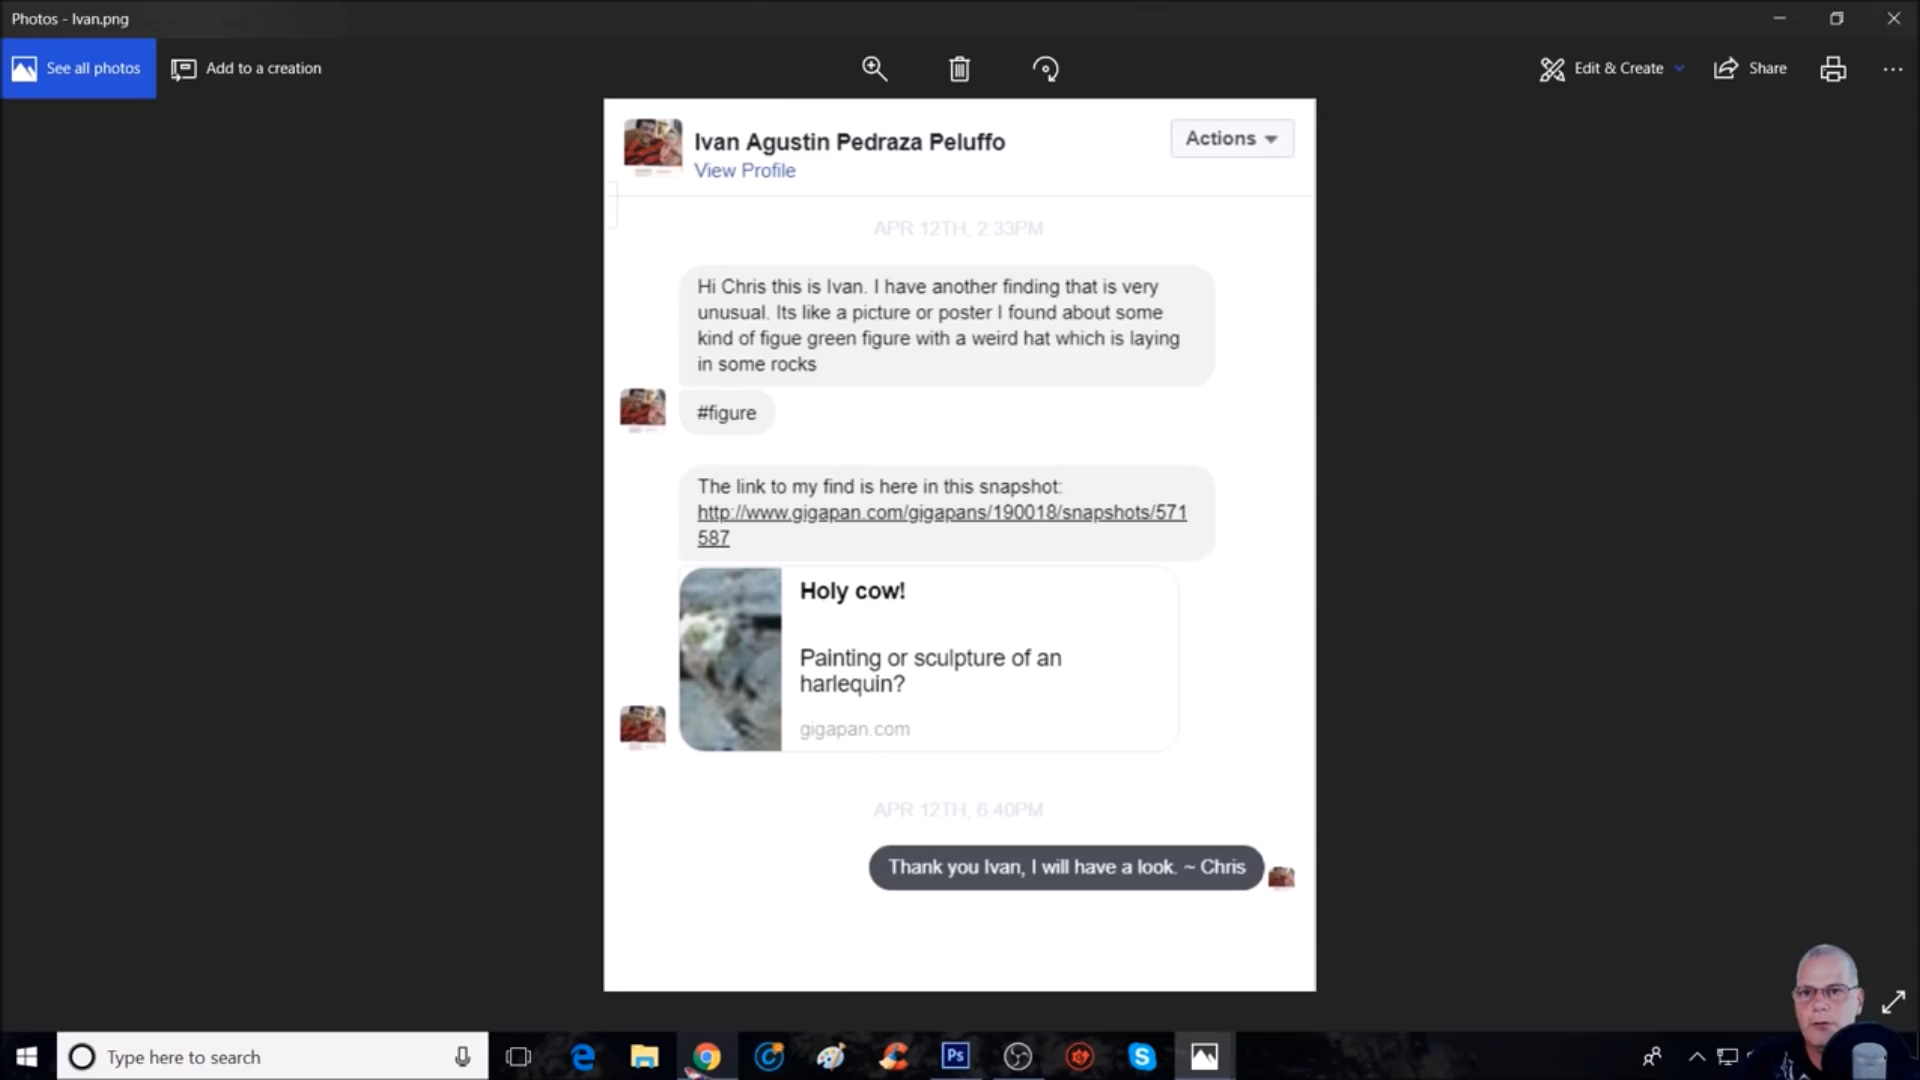 Photos - Ivan.png
See all photos
Add to a creation
Edit & Create
Share
Ivan Agustin Pedraza Peluffo
View Profile
Actions
APR 12TH, 2.33PM
Hi Chris this is Ivan. I have another finding that is very
unusual. Its like a picture or poster I found about some
kind of figue green figure with a weird hat which is laying
in some rocks
#figure
The link to my find is here in this snapshot:
http://www.gigapan.com/gigapans/190018/snapshots/571
587
Holy cow!
Painting or sculpture of an
harlequin?
gigapan.com
APR 12TH, 6.40PM
Thank you Ivan, I will have a look. ~ Chris
Type here to search
Ps